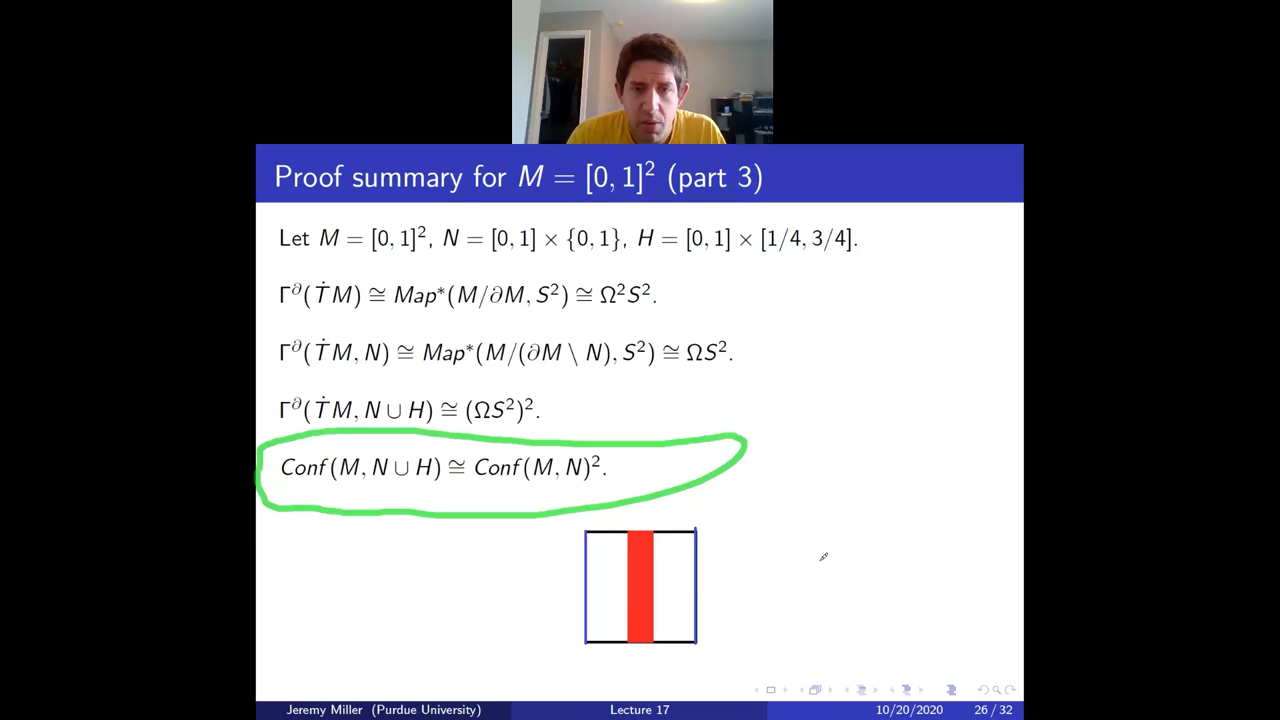 Proof summary for M = [0, 1]² (part 3)
Let M = [0, 1]², N = [0, 1] × {0, 1}, H = [0, 1] × [1/4, 3/4].
Γ^∂(ṪM) ≅ Map*(M/∂M, S²) ≅ Ω²S².
Γ^∂(ṪM, N) ≅ Map*(M/(∂M \ N), S²) ≅ ΩS².
Γ^∂(ṪM, N ∪ H) ≅ (ΩS²)².
Conf(M, N ∪ H) ≅ Conf(M, N)².
Jeremy Miller (Purdue University) Lecture 17 10/20/2020 26 / 32